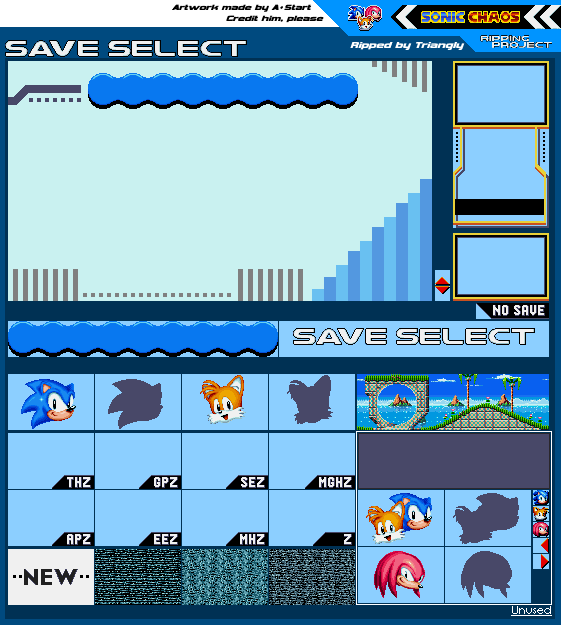 Artwork made by A+Start
Credit him, please
SONIC CHAOS
RIPPING
PROJECT
SAVE SELECT
Ripped by Triangly
NO SAVE
SAVE SELECT
THZ
GPZ
SEZ
MGHZ
APZ
EEZ
MHZ
Z
··NEW··
Unused